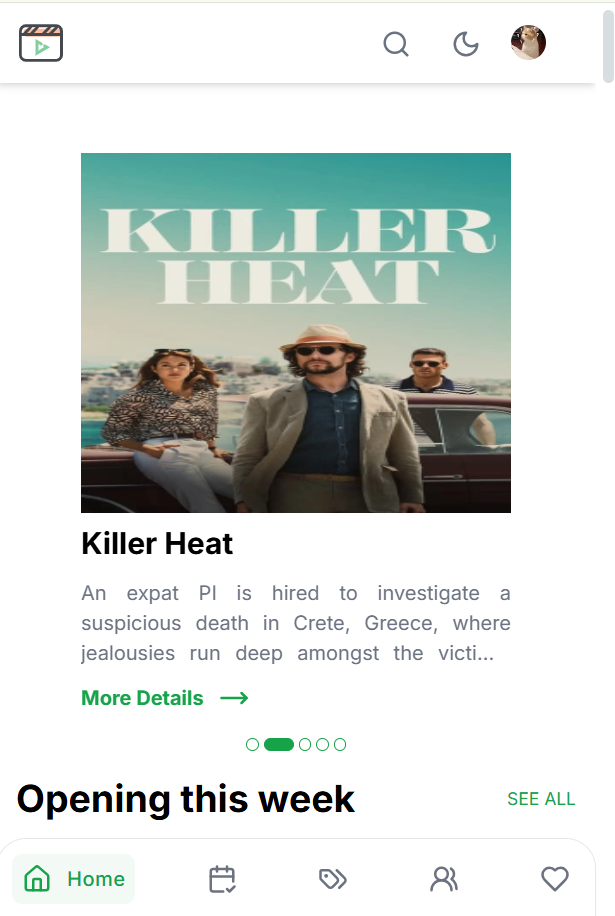 KILLER
HEAT
Killer Heat
An expat PI is hired to investigate a
suspicious death in Crete, Greece, where
jealousies run deep amongst the victi...
More Details
Opening this week
SEE ALL
Home